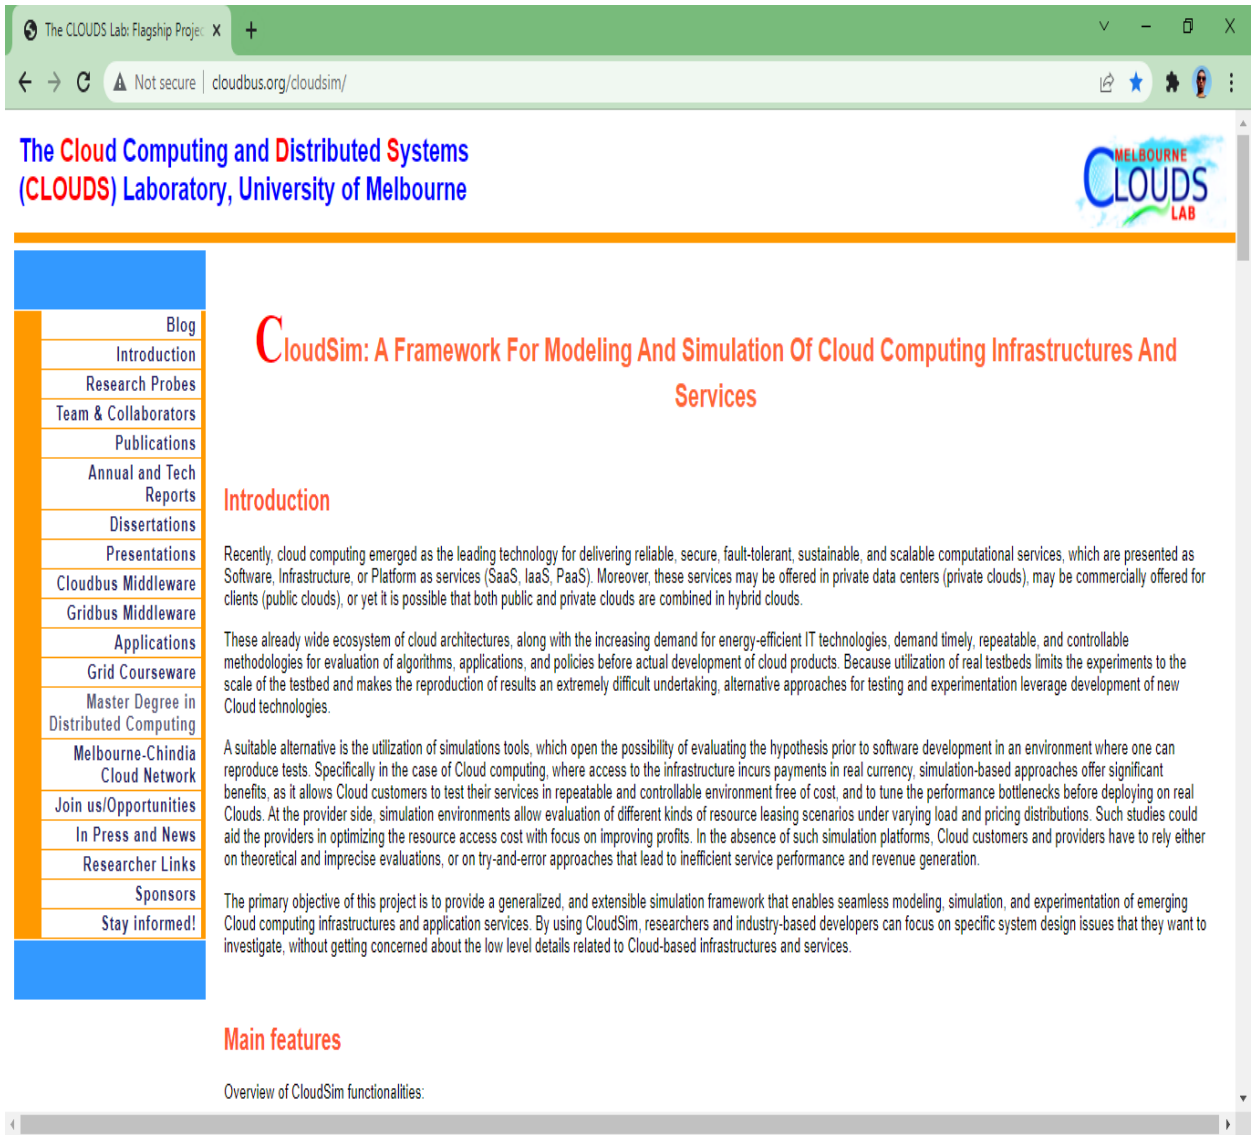 The CLOUDS Lab: Flagship Projec
Not secure
cloudbus.org/cloudsim/
The Cloud Computing and Distributed Systems
(CLOUDS) Laboratory, University of Melbourne
MELBOURNE
CLOUDS
LAB
Blog
Introduction
Research Probes
Team & Collaborators
Publications
Annual and Tech
Reports
Dissertations
Presentations
Cloudbus Middleware
Gridbus Middleware
Applications
Grid Courseware
Master Degree in
Distributed Computing
Melbourne-Chindia
Cloud Network
Join us/Opportunities
In Press and News
Researcher Links
Sponsors
Stay informed!
CloudSim: A Framework For Modeling And Simulation Of Cloud Computing Infrastructures And
Services
Introduction
Recently, cloud computing emerged as the leading technology for delivering reliable, secure, fault-tolerant, sustainable, and scalable computational services, which are presented as
Software, Infrastructure, or Platform as services (SaaS, IaaS, PaaS). Moreover, these services may be offered in private data centers (private clouds), may be commercially offered for
clients (public clouds), or yet it is possible that both public and private clouds are combined in hybrid clouds.
These already wide ecosystem of cloud architectures, along with the increasing demand for energy-efficient IT technologies, demand timely, repeatable, and controllable
methodologies for evaluation of algorithms, applications, and policies before actual development of cloud products. Because utilization of real testbeds limits the experiments to the
scale of the testbed and makes the reproduction of results an extremely difficult undertaking, alternative approaches for testing and experimentation leverage development of new
Cloud technologies.
A suitable alternative is the utilization of simulations tools, which open the possibility of evaluating the hypothesis prior to software development in an environment where one can
reproduce tests. Specifically in the case of Cloud computing, where access to the infrastructure incurs payments in real currency, simulation-based approaches offer significant
benefits, as it allows Cloud customers to test their services in repeatable and controllable environment free of cost, and to tune the performance bottlenecks before deploying on real
Clouds. At the provider side, simulation environments allow evaluation of different kinds of resource leasing scenarios under varying load and pricing distributions. Such studies could
aid the providers in optimizing the resource access cost with focus on improving profits. In the absence of such simulation platforms, Cloud customers and providers have to rely either
on theoretical and imprecise evaluations, or on try-and-error approaches that lead to inefficient service performance and revenue generation.
The primary objective of this project is to provide a generalized, and extensible simulation framework that enables seamless modeling, simulation, and experimentation of emerging
Cloud computing infrastructures and application services. By using CloudSim, researchers and industry-based developers can focus on specific system design issues that they want to
investigate, without getting concerned about the low level details related to Cloud-based infrastructures and services.
Main features
Overview of CloudSim functionalities: